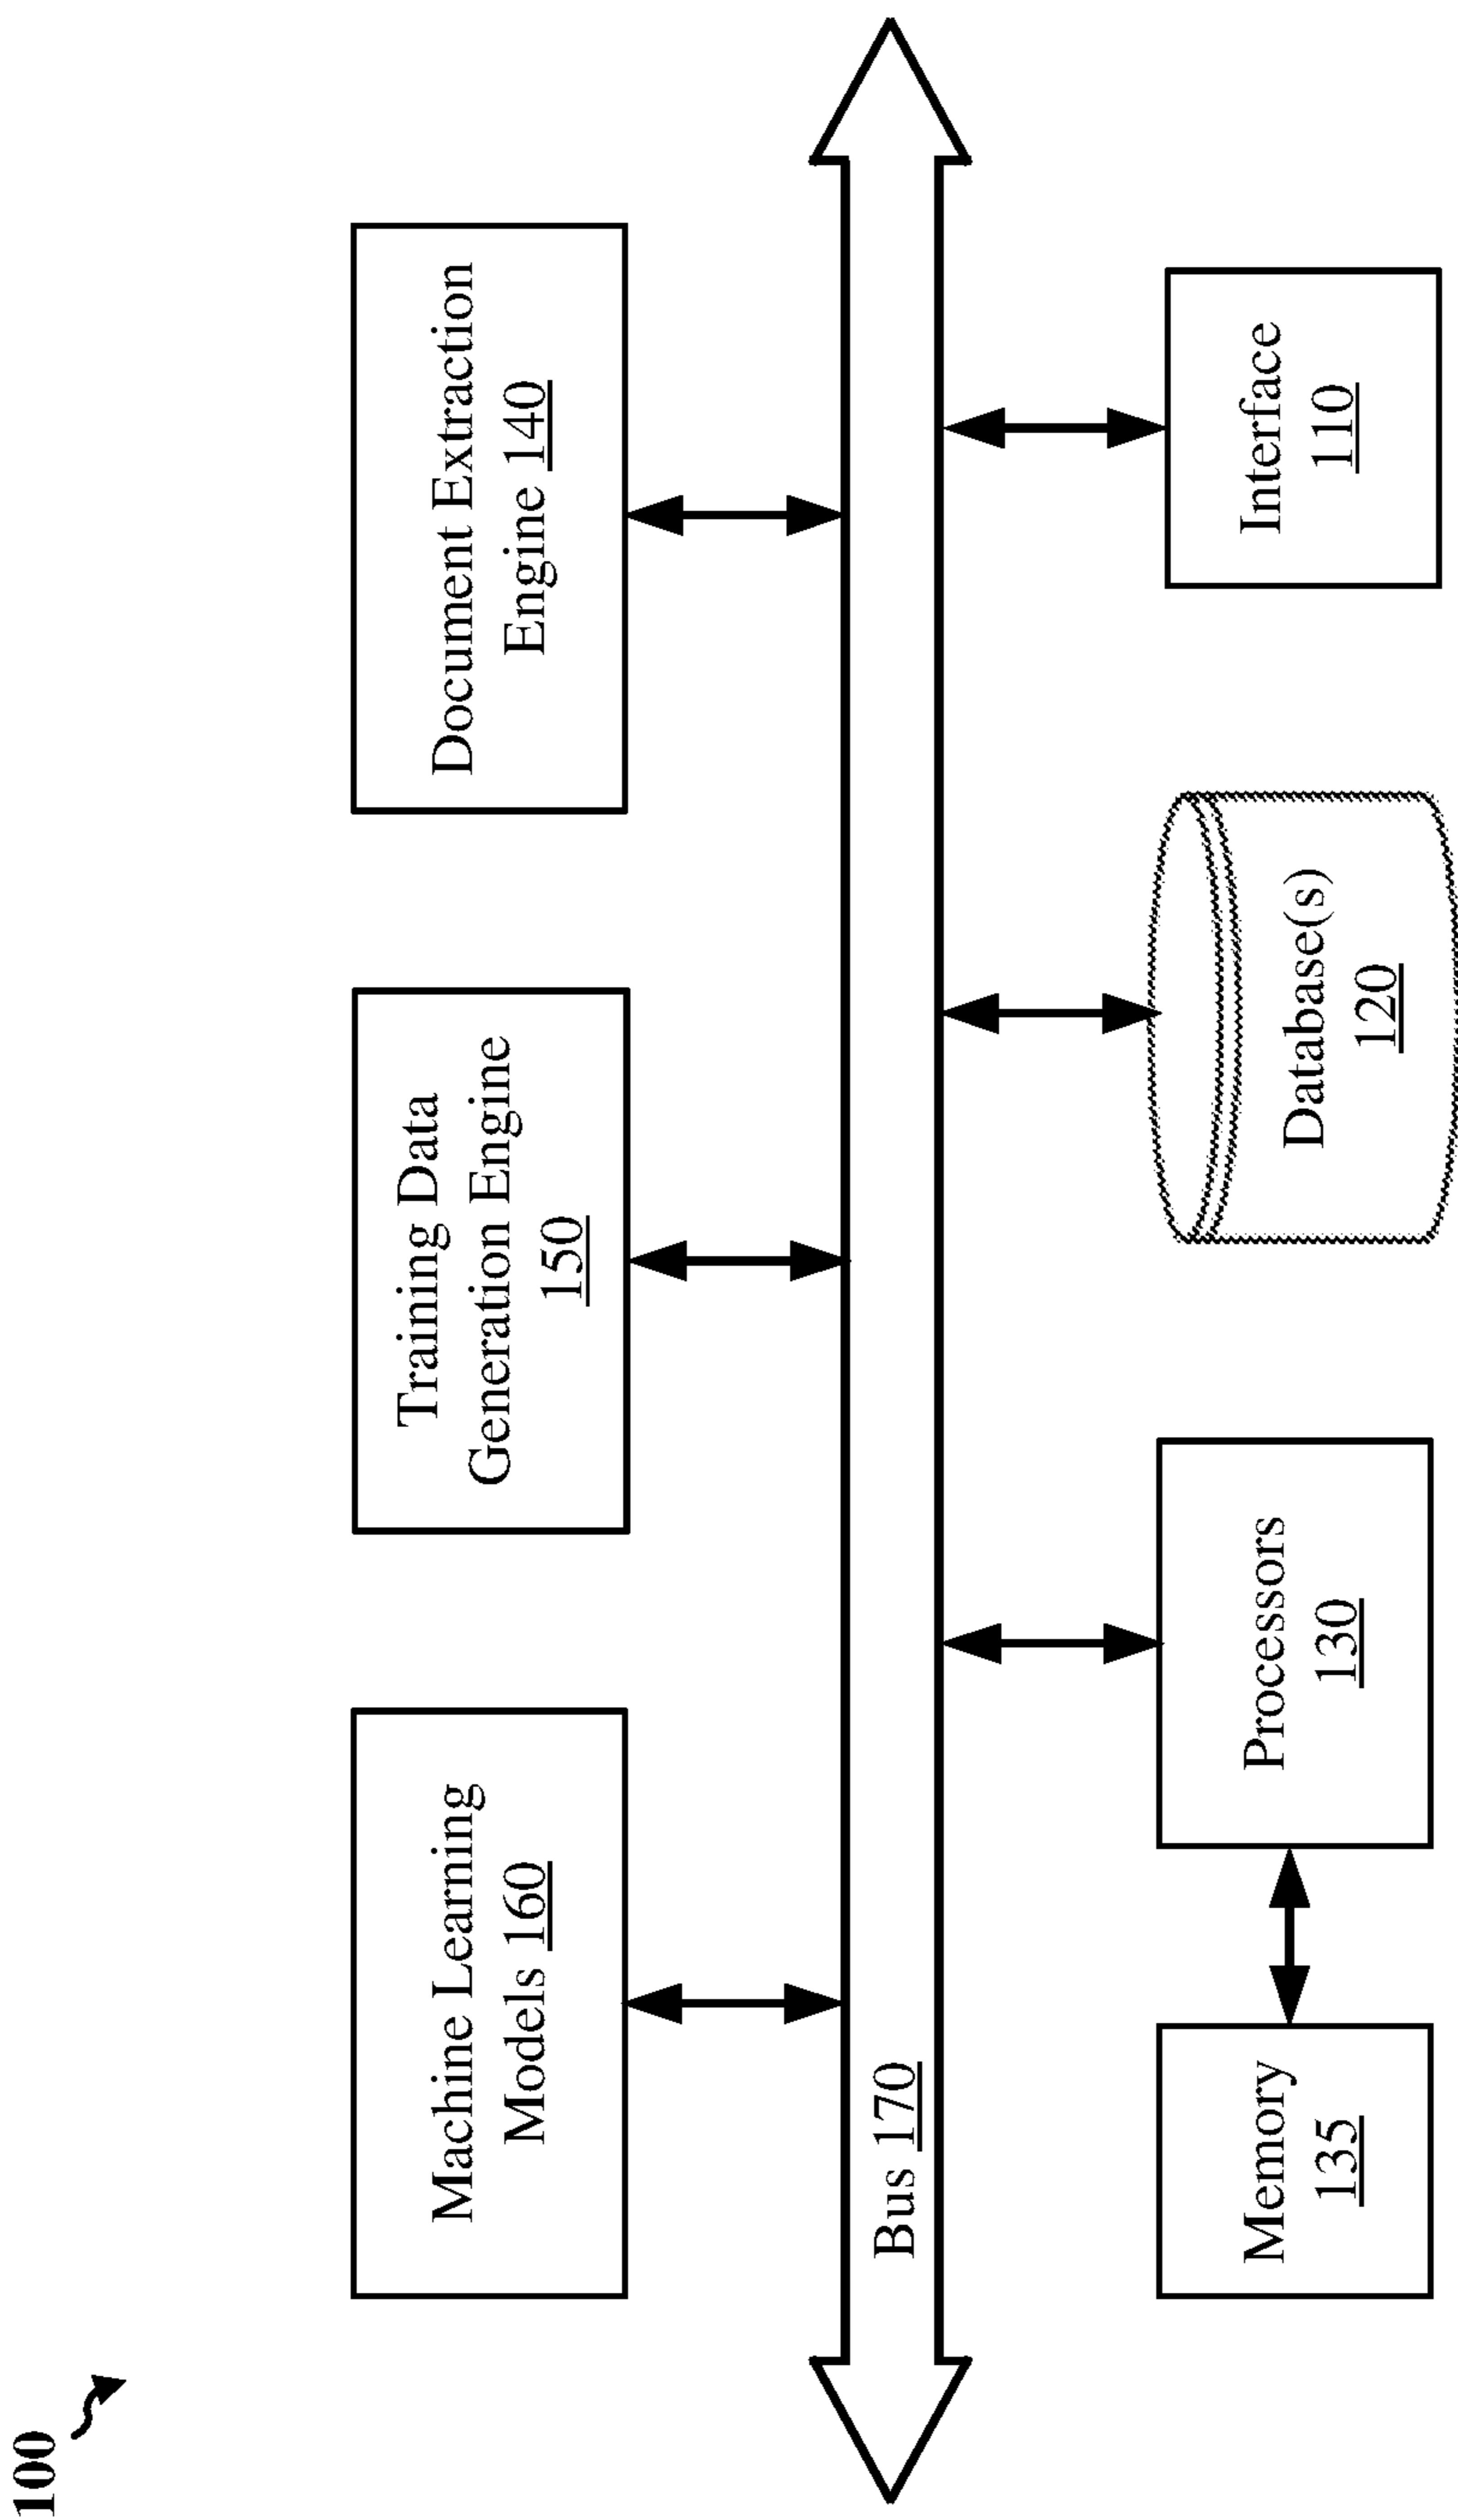 100
Machine Learning
Models 160
Training Data
Generation Engine
150
Document Extraction
Engine 140
Bus 170
Memory
135
Processors
130
Database(s)
120
Interface
110